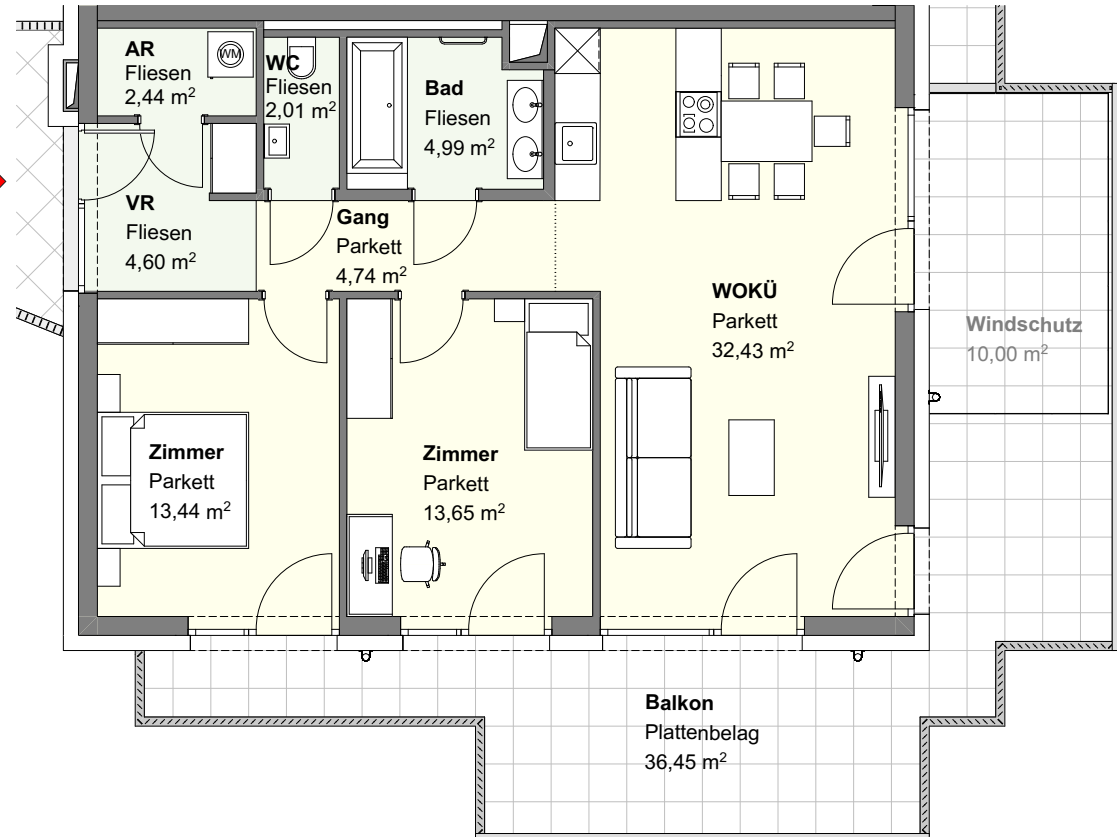 AR
Fliesen
2,44 m²
WM
WC
Fliesen
2,01 m²
Bad
Fliesen
4,99 m²
VR
Fliesen
4,60 m²
Gang
Parkett
4,74 m²
WOKÜ
Parkett
32,43 m²
Windschutz
10,00 m²
Zimmer
Parkett
13,44 m²
Zimmer
Parkett
13,65 m²
Balkon
Plattenbelag
36,45 m²